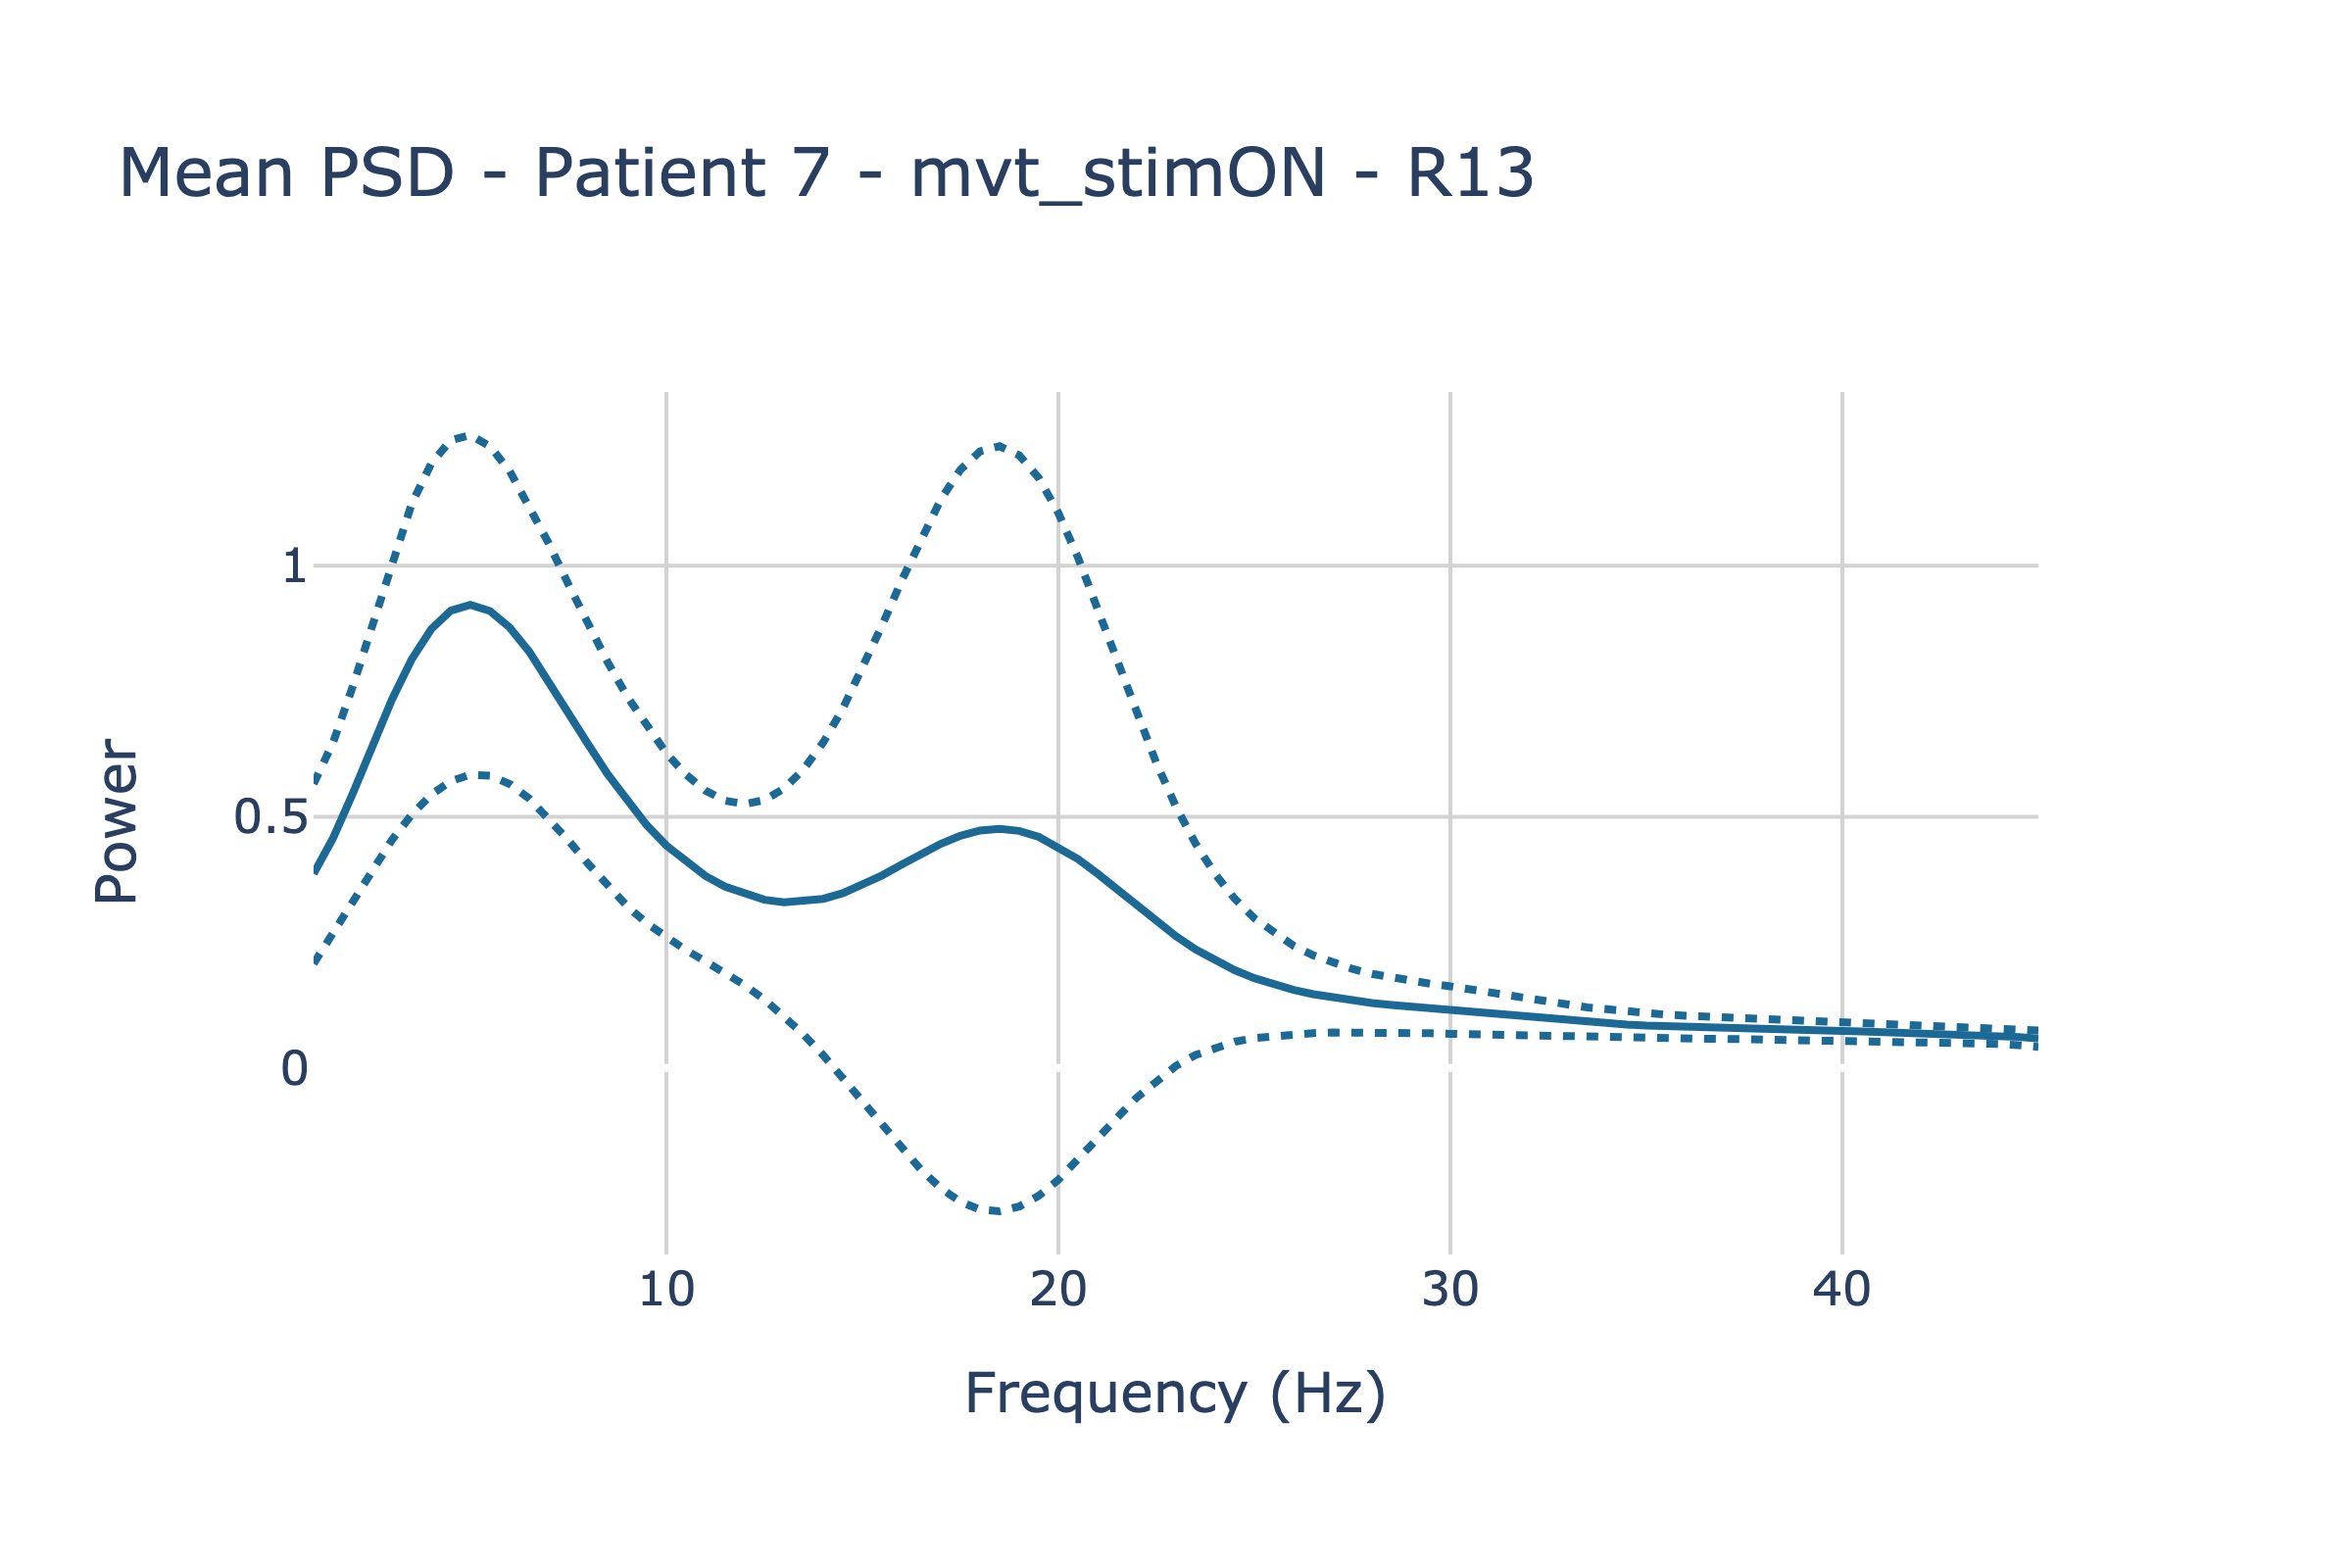 Mean PSD - Patient 7 - mvt_stimON - R13
1
0.5
0
Power
10 20 30 40
Frequency (Hz)